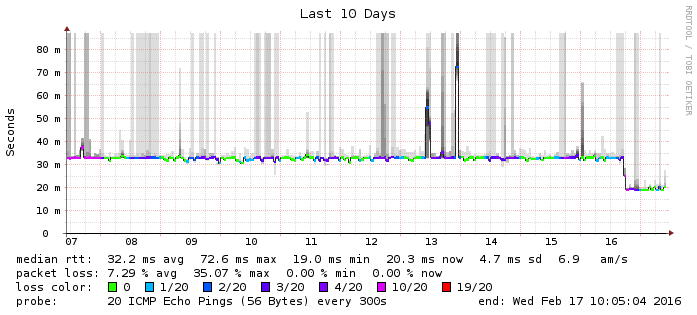 Last 10 Days
RRDTOOL / TOBI OETIKER
Seconds
80 m
70 m
60 m
50 m
40 m
30 m
20 m
10 m
0
07 08 09 10 11 12 13 14 15 16
median rtt: 32.2 ms avg 72.6 ms max 19.0 ms min 20.3 ms now 4.7 ms sd 6.9 am/s
packet loss: 7.29 % avg 35.07 % max 0.00 % min 0.00 % now
loss color: 0 1/20 2/20 3/20 4/20 10/20 19/20
probe: 20 ICMP Echo Pings (56 Bytes) every 300s end: Wed Feb 17 10:05:04 2016